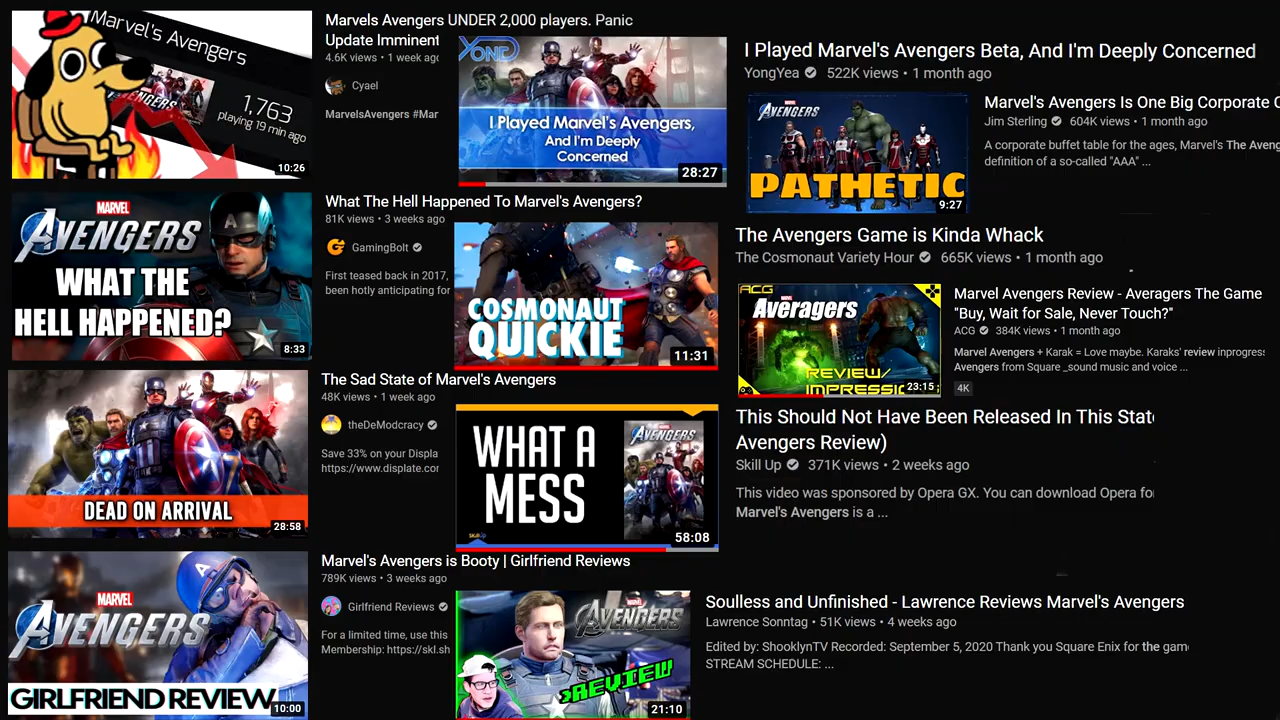 Marvel's Avengers
1,763
playing 19 min ago
10:26
Marvels Avengers UNDER 2,000 players. Panic
Update Imminent
4.6K views • 1 week ago
Cyael
MarvelsAvengers #Mar
YONG
I Played Marvel's Avengers,
And I'm Deeply
Concerned
28:27
I Played Marvel's Avengers Beta, And I'm Deeply Concerned
YongYea 522K views • 1 month ago
MARVEL
AVENGERS
PATHETIC
9:27
Marvel's Avengers Is One Big Corporate
Jim Sterling 604K views • 1 month ago
A corporate buffet table for the ages, Marvel's The Aveng
definition of a so-called "AAA" ...
MARVEL
AVENGERS
WHAT THE
HELL HAPPENED?
8:33
What The Hell Happened To Marvel's Avengers?
81K views • 3 weeks ago
GamingBolt
First teased back in 2017,
been hotly anticipating for
COSMONAUT
QUICKIE
11:31
The Avengers Game is Kinda Whack
The Cosmonaut Variety Hour 665K views • 1 month ago
ACG
MARVEL
Averagers
REVIEW/
IMPRESSIO
23:15
Marvel Avengers Review - Averagers The Game
"Buy, Wait for Sale, Never Touch?"
ACG 384K views • 1 month ago
Marvel Avengers + Karak = Love maybe. Karaks' review inprogress
Avengers from Square _sound music and voice ...
4K
DEAD ON ARRIVAL
28:58
The Sad State of Marvel's Avengers
48K views • 1 week ago
theDeModcracy
Save 33% on your Displa
https://www.displate.cor
WHAT A
MESS
AVENGERS
SKILL UP
58:08
This Should Not Have Been Released In This State
Avengers Review)
Skill Up 371K views • 2 weeks ago
This video was sponsored by Opera GX. You can download Opera for
Marvel's Avengers is a ...
MARVEL
AVENGERS
GIRLFRIEND REVIEW
10:00
Marvel's Avengers is Booty | Girlfriend Reviews
789K views • 3 weeks ago
Girlfriend Reviews
For a limited time, use this
Membership: https://skl.sh
MARVEL
AVENGERS
>REVIEW
21:10
Soulless and Unfinished - Lawrence Reviews Marvel's Avengers
Lawrence Sonntag • 51K views • 4 weeks ago
Edited by: ShooklynTV Recorded: September 5, 2020 Thank you Square Enix for the game
STREAM SCHEDULE: ...